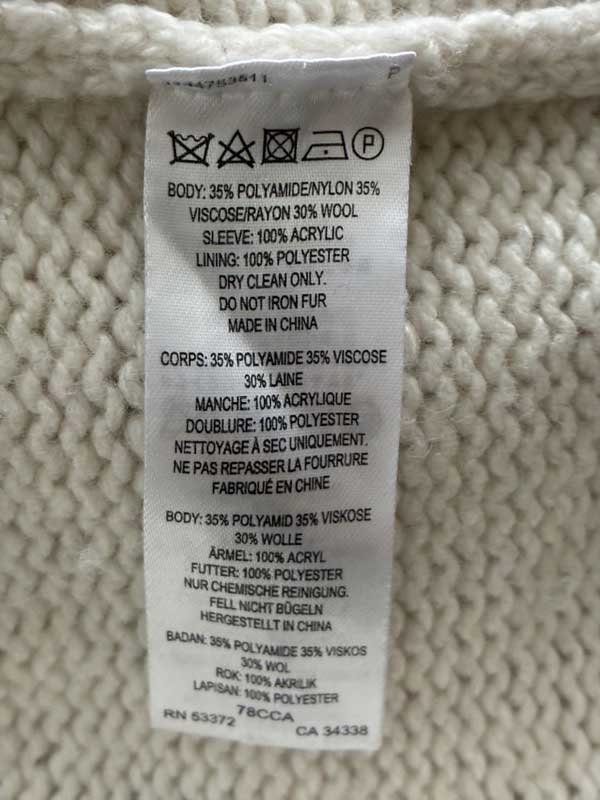 P
P
BODY: 35% POLYAMIDE/NYLON 35%
VISCOSE/RAYON 30% WOOL
SLEEVE: 100% ACRYLIC
LINING: 100% POLYESTER
DRY CLEAN ONLY.
DO NOT IRON FUR
MADE IN CHINA
CORPS: 35% POLYAMIDE 35% VISCOSE
30% LAINE
MANCHE: 100% ACRYLIQUE
DOUBLURE: 100% POLYESTER
NETTOYAGE À SEC UNIQUEMENT.
NE PAS REPASSER LA FOURRURE
FABRIQUÉ EN CHINE
BODY: 35% POLYAMID 35% VISKOSE
30% WOLLE
ÄRMEL: 100% ACRYL
FUTTER: 100% POLYESTER
NUR CHEMISCHE REINIGUNG.
FELL NICHT BÜGELN
HERGESTELLT IN CHINA
BADAN: 35% POLYAMIDE 35% VISKOS
30% WOL
ROK: 100% AKRILIK
LAPISAN: 100% POLYESTER
78CCA
RN 53372 CA 34338